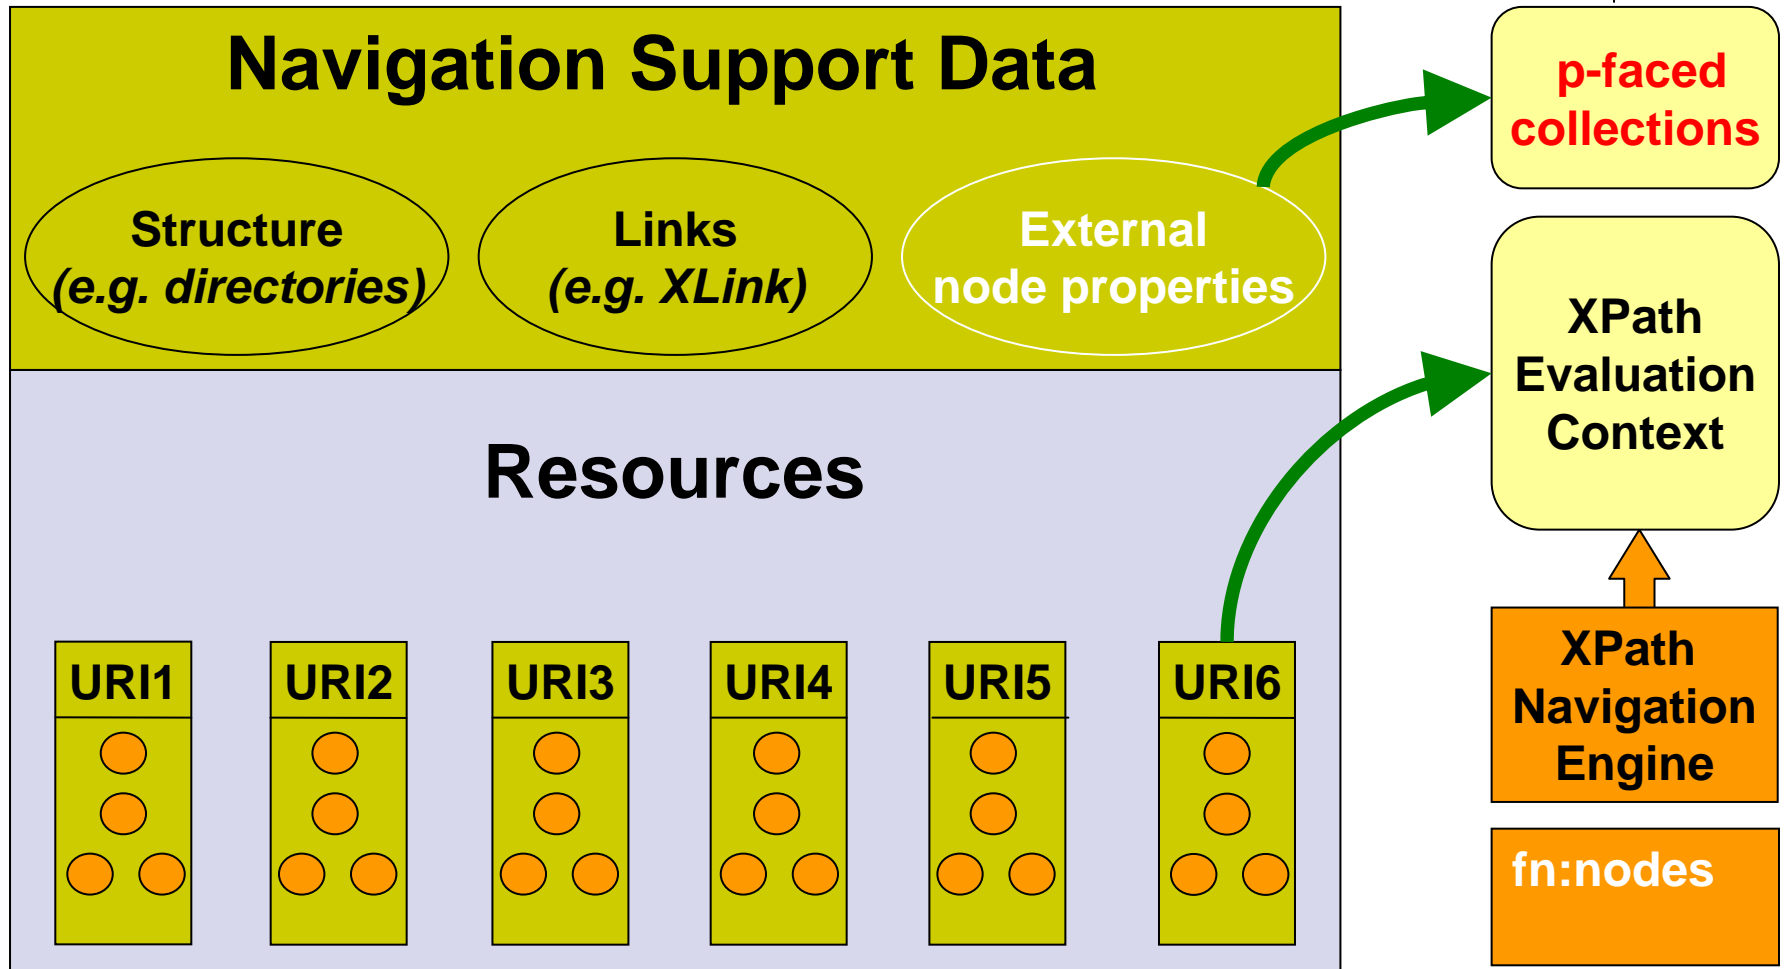 Navigation Support Data
Structure
(e.g. directories)
Links
(e.g. XLink)
External
node properties
p-faced
collections
XPath
Evaluation
Context
Resources
URI1
URI2
URI3
URI4
URI5
URI6
XPath
Navigation
Engine
fn:nodes